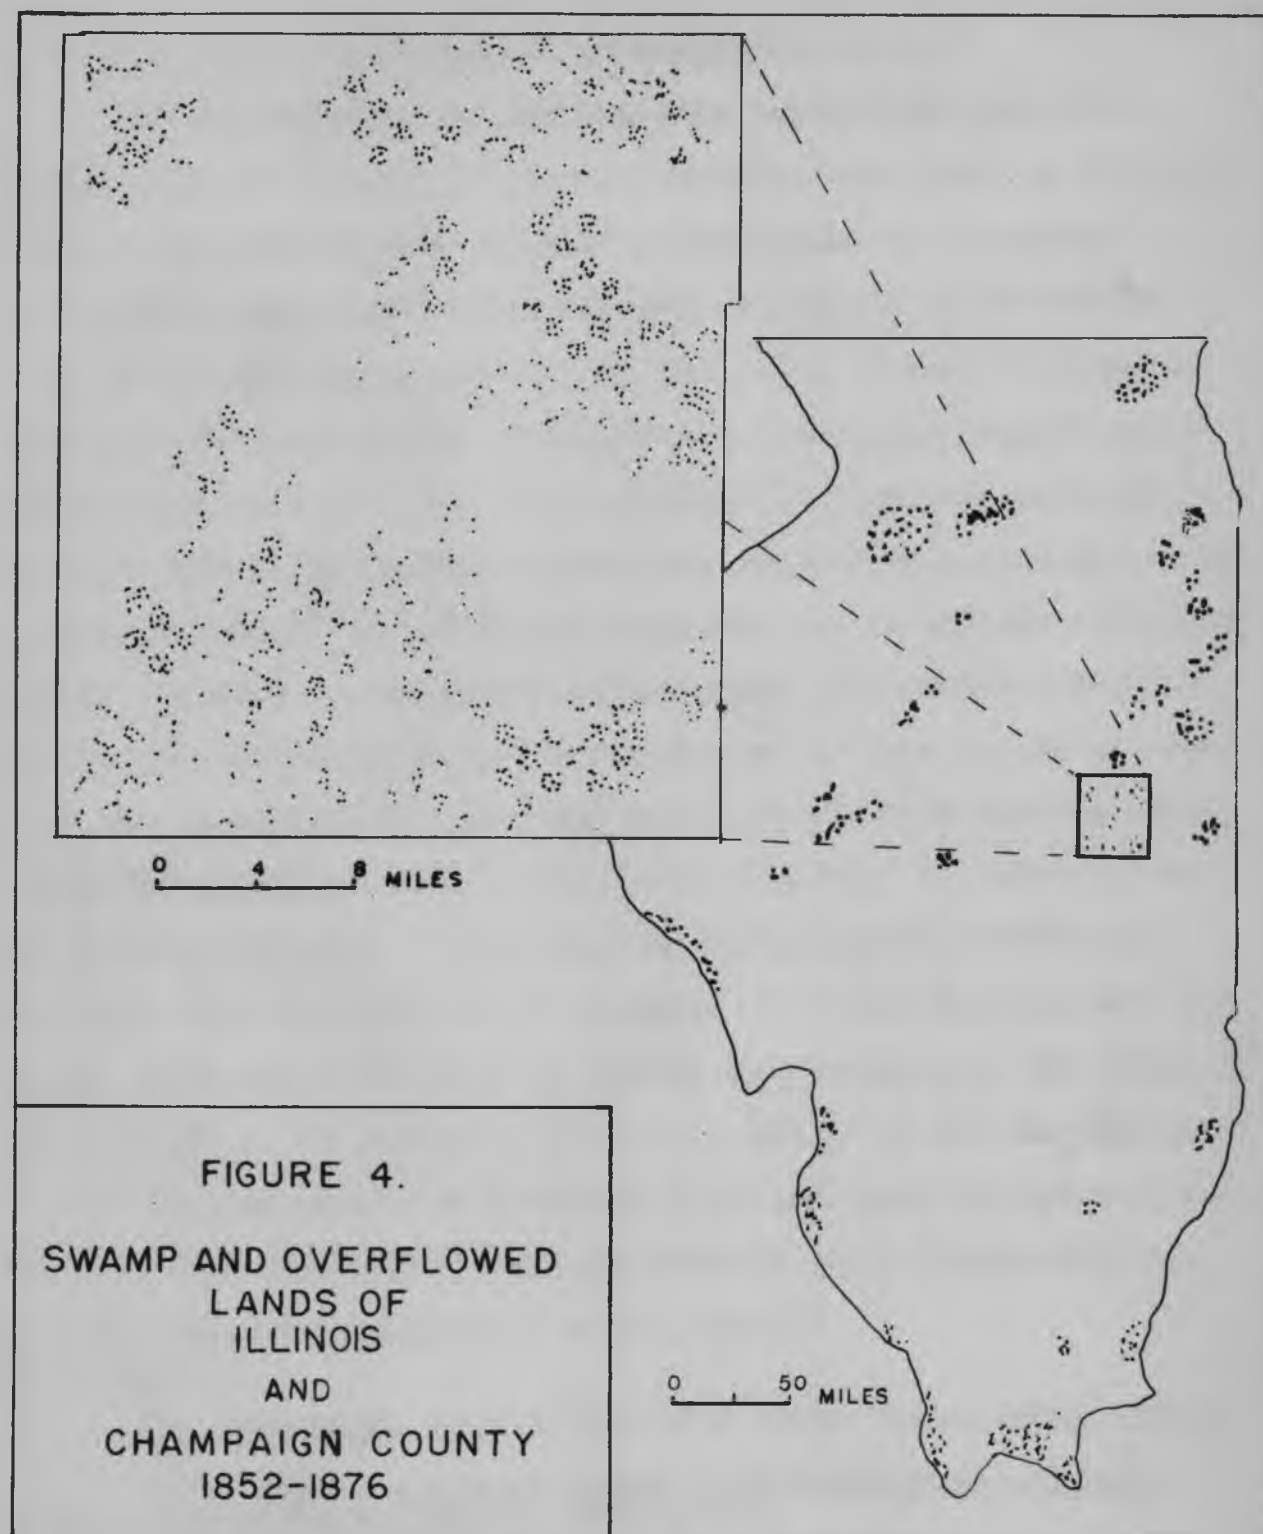 0 4 8 MILES
FIGURE 4.
SWAMP AND OVERFLOWED
LANDS OF
ILLINOIS
AND
CHAMPAIGN COUNTY
1852-1876
0 50 MILES